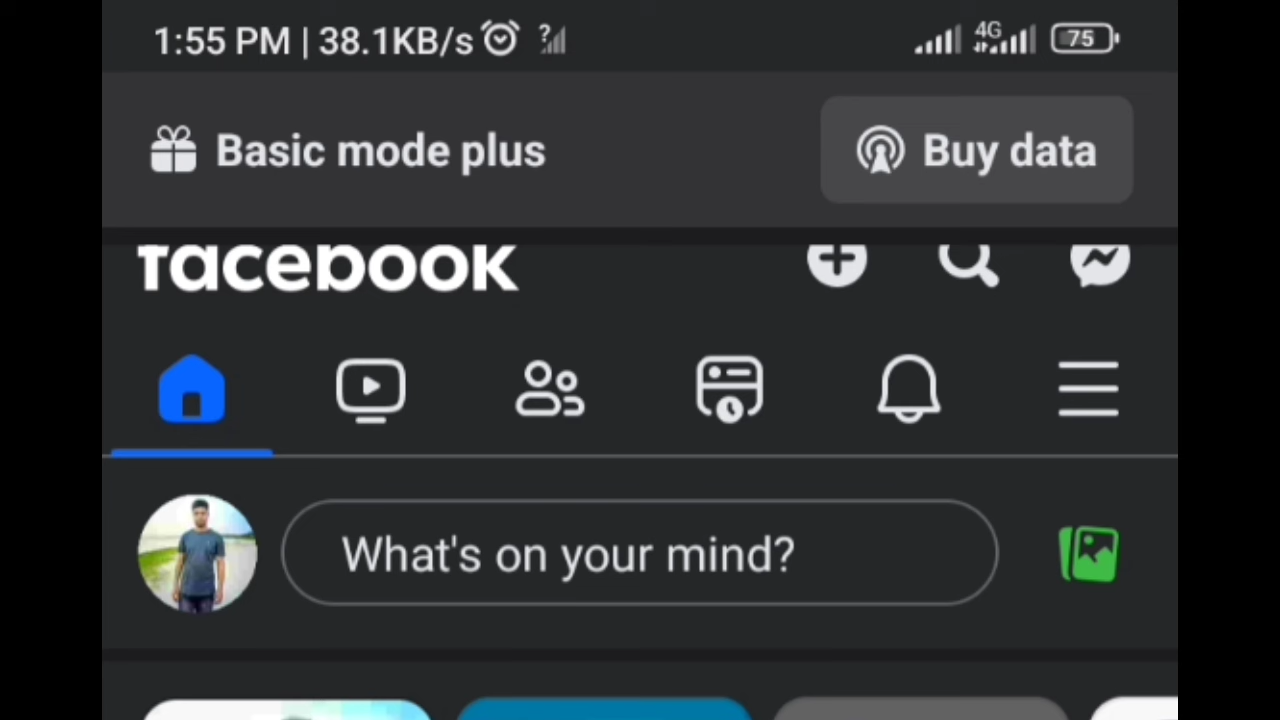 1:55 PM | 38.1KB/s ? 4G 75
Basic mode plus Buy data
facebook
What's on your mind?